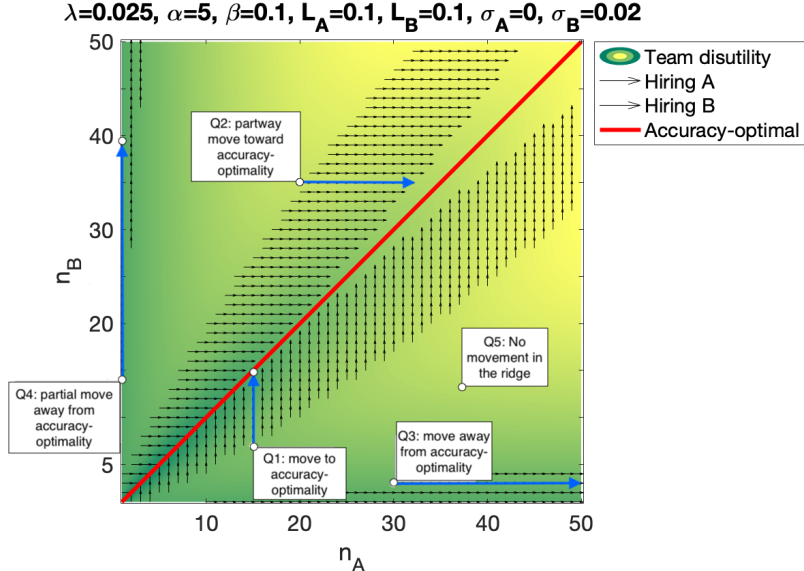 λ=0.025, α=5, β=0.1, L_A=0.1, L_B=0.1, σ_A=0, σ_B=0.02
50
40
30
20
5
n_B
10
20
30
40
50
n_A
Team disutility
Hiring A
Hiring B
Accuracy-optimal
Q2: partway
move toward
accuracy-
optimality
Q5: No
movement in
the ridge
Q4: partial move
away from
accuracy-
optimality
Q3: move away
from accuracy-
optimality
Q1: move to
accuracy-
optimality